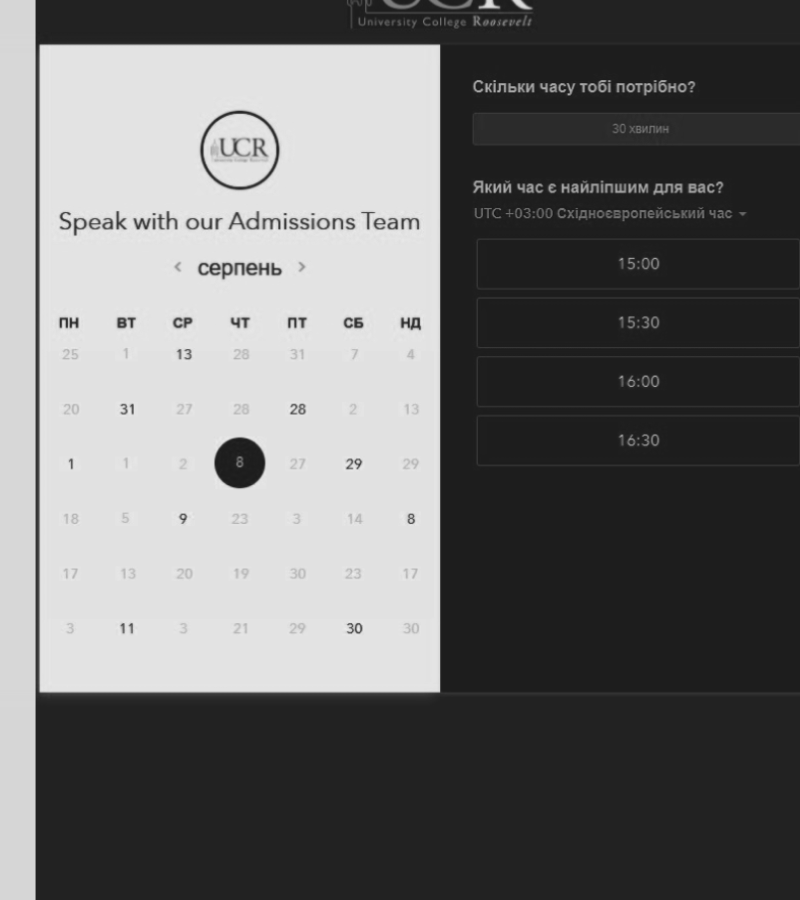 UCR
University College Roosevelt
UCR
Speak with our Admissions Team
серпень
ПН ВТ СР ЧТ ПТ СБ НД
25 1 13 28 31 7 4
20 31 27 28 28 2 13
1 1 2 8 27 29 29
18 5 9 23 3 14 8
17 13 20 19 30 23 17
3 11 3 21 29 30 30
Скільки часу тобі потрібно?
30 хвилин
Який час є найліпшим для вас?
UTC +03:00 Східноєвропейський час
15:00
15:30
16:00
16:30